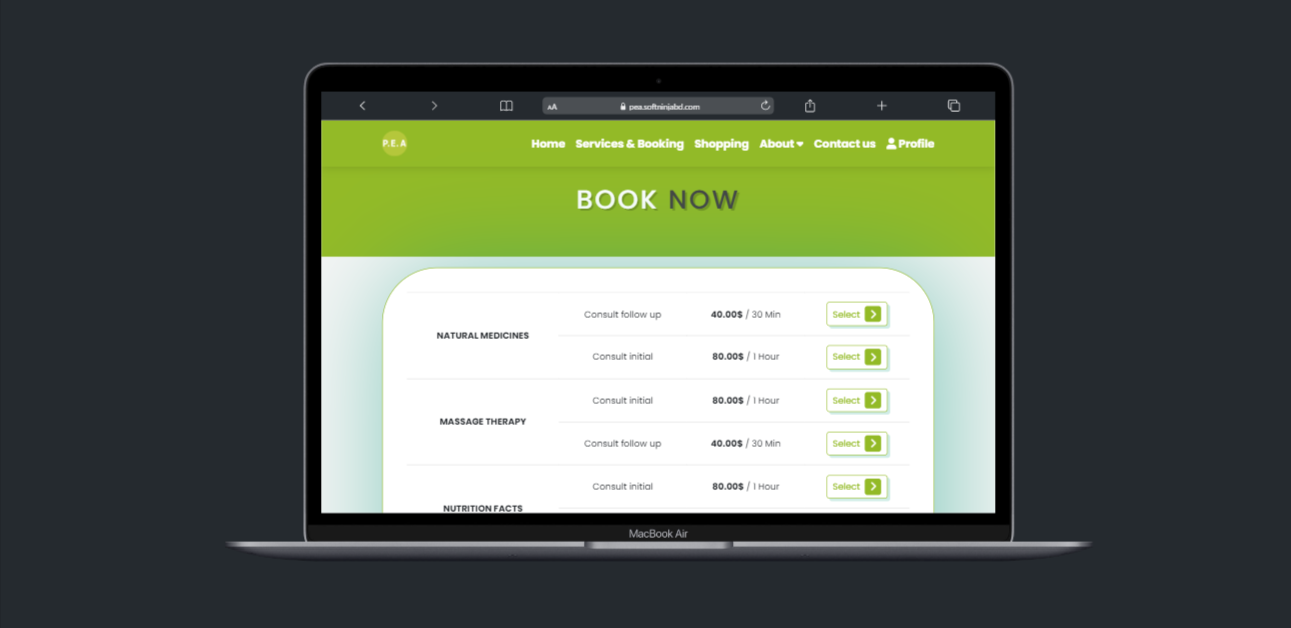 AA pea.softninjabd.com
P.E.A Home Services & Booking Shopping About Contact us Profile
BOOK NOW
Consult follow up 40.00$ / 30 Min Select
NATURAL MEDICINES
Consult initial 80.00$ / 1 Hour Select
Consult initial 80.00$ / 1 Hour Select
MASSAGE THERAPY
Consult follow up 40.00$ / 30 Min Select
Consult initial 80.00$ / 1 Hour Select
NUTRITION FACTS
MacBook Air